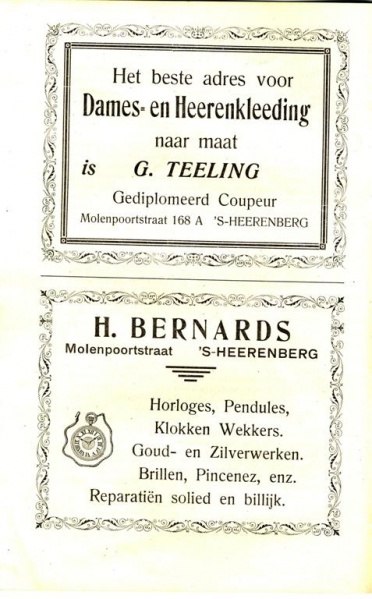 Het beste adres voor
Dames- en Heerenkleeding
naar maat
is G. TEELING
Gediplomeerd Coupeur
Molenpoortstraat 168 A 'S-HEERENBERG
H. BERNARDS
Molenpoortstraat 'S-HEERENBERG
Horloges, Pendules,
Klokken Wekkers.
Goud- en Zilverwerken.
Brillen, Pincenez, enz.
Reparatiën solied en billijk.